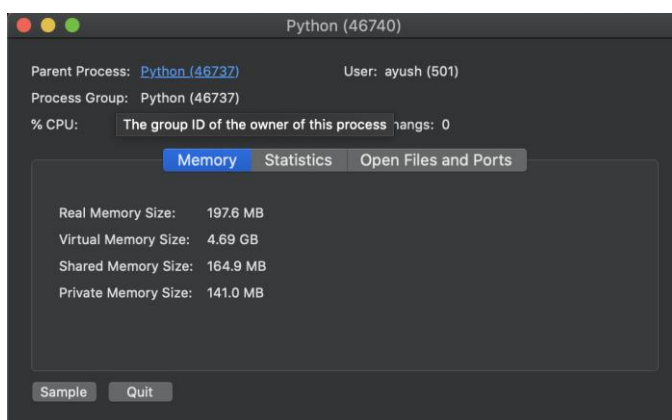 Python (46740)
Parent Process: Python (46737) User: ayush (501)
Process Group: Python (46737)
% CPU: The group ID of the owner of this process hangs: 0
Memory Statistics Open Files and Ports
Real Memory Size: 197.6 MB
Virtual Memory Size: 4.69 GB
Shared Memory Size: 164.9 MB
Private Memory Size: 141.0 MB
Sample Quit